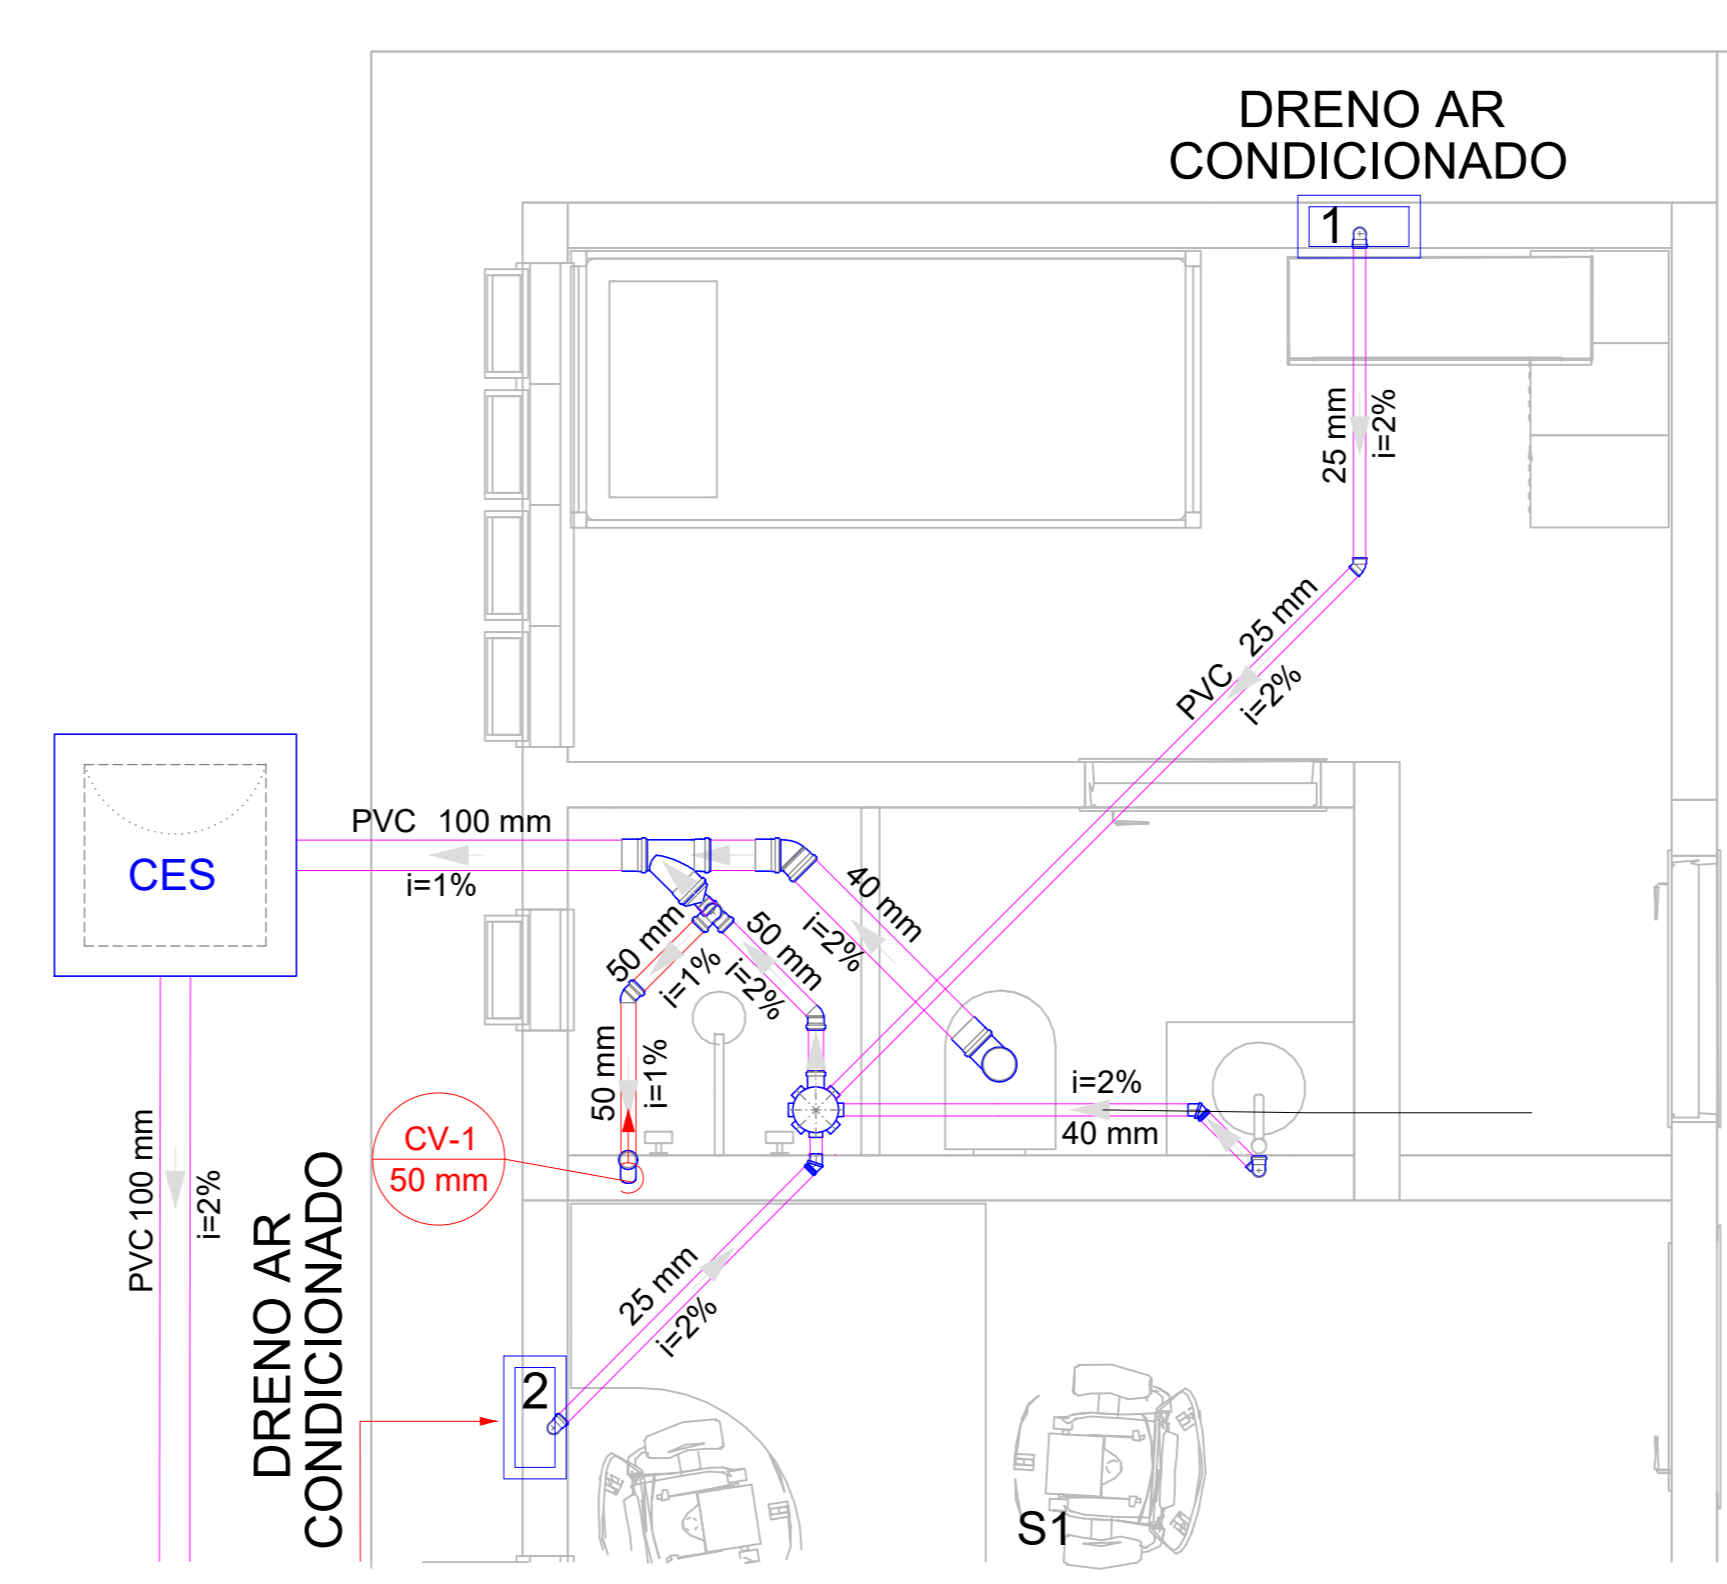 DRENO AR
CONDICIONADO
1
25 mm
i=2%
PVC 25 mm
i=2%
PVC 100 mm
i=1%
CES
40 mm
i=2%
50 mm
i=1%
50 mm
i=2%
50 mm
i=1%
i=2%
40 mm
CV-1
50 mm
PVC 100 mm
i=2%
DRENO AR
CONDICIONADO
25 mm
i=2%
2
S1